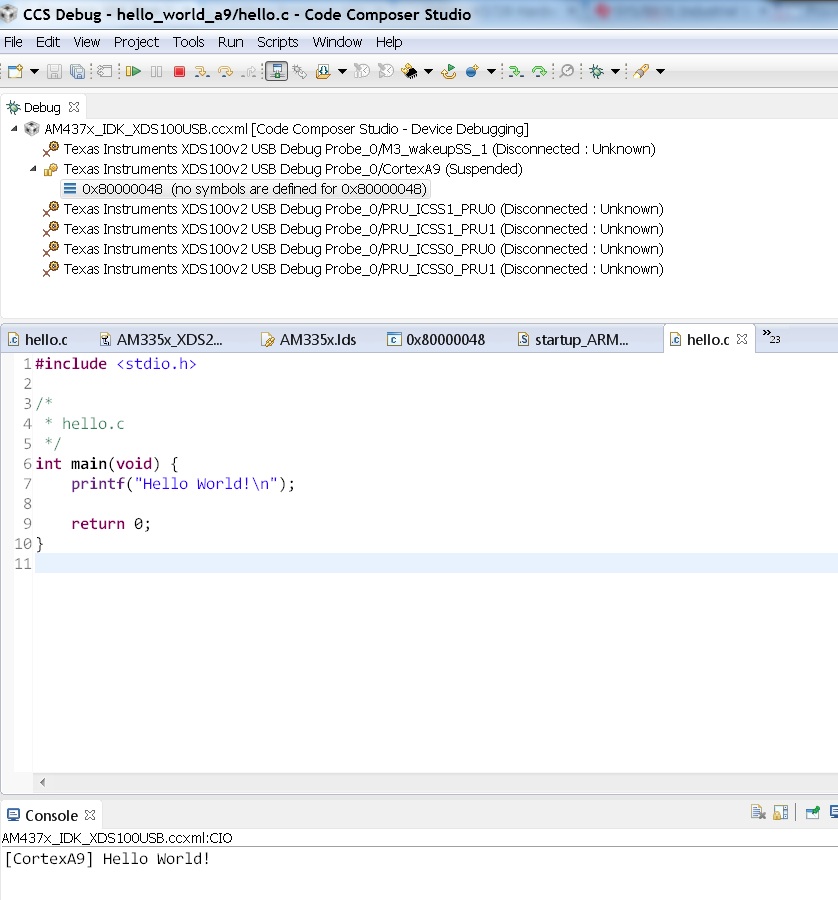 CCS Debug - hello_world_a9/hello.c - Code Composer Studio
File Edit View Project Tools Run Scripts Window Help
Debug
AM437x_IDK_XDS100USB.ccxml [Code Composer Studio - Device Debugging]
Texas Instruments XDS100v2 USB Debug Probe_0/M3_wakeupSS_1 (Disconnected : Unknown)
Texas Instruments XDS100v2 USB Debug Probe_0/CortexA9 (Suspended)
0x80000048 (no symbols are defined for 0x80000048)
Texas Instruments XDS100v2 USB Debug Probe_0/PRU_ICSS1_PRU0 (Disconnected : Unknown)
Texas Instruments XDS100v2 USB Debug Probe_0/PRU_ICSS1_PRU1 (Disconnected : Unknown)
Texas Instruments XDS100v2 USB Debug Probe_0/PRU_ICSS0_PRU0 (Disconnected : Unknown)
Texas Instruments XDS100v2 USB Debug Probe_0/PRU_ICSS0_PRU1 (Disconnected : Unknown)
hello.c AM335x_XDS2... AM335x.lds 0x80000048 startup_ARM... hello.c »23
1 #include <stdio.h>
2
3 /*
4  * hello.c
5  */
6 int main(void) {
7     printf("Hello World!\n");
8
9     return 0;
10 }
11
Console
AM437x_IDK_XDS100USB.ccxml:CIO
[CortexA9] Hello World!